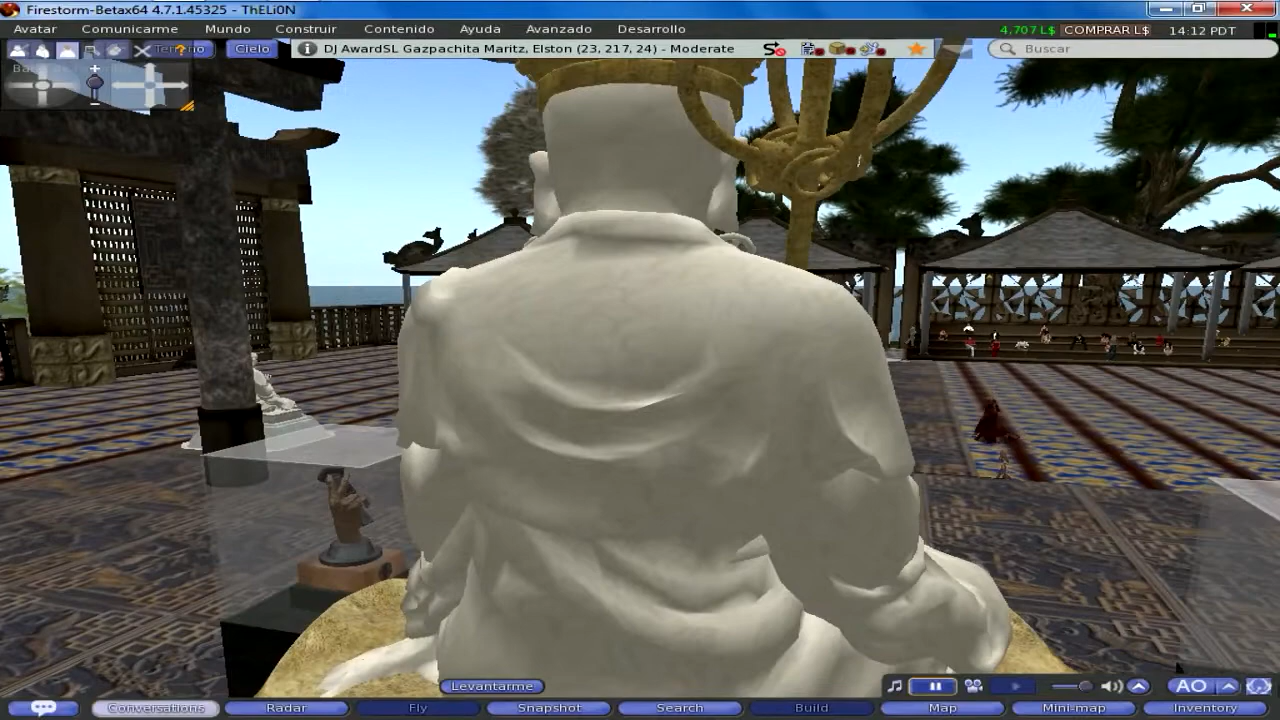 Firestorm-Betax64 4.7.1.45325 - ThELi0N
Avatar Comunicarme Mundo Construir Contenido Ayuda Avanzado Desarrollo 4,707 L$ COMPRAR L$ 14:12 PDT
Cielo DJ AwardSL Gazpachita Maritz, Elston (23, 217, 24) - Moderate Buscar
Levantarme
AO
Conversations Radar Fly Snapshot Search Build Map Mini-map Inventory